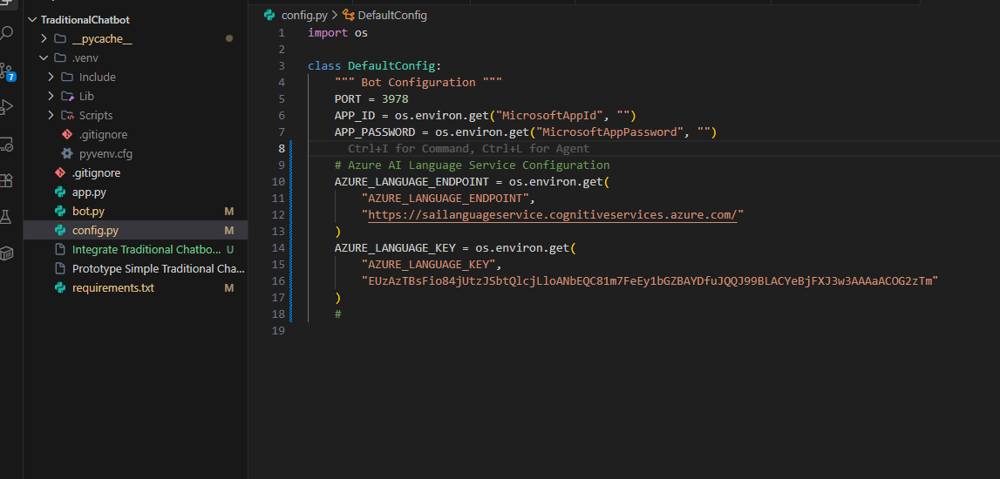 TraditionalChatbot
__pycache__
.venv
Include
Lib
Scripts
.gitignore
pyvenv.cfg
.gitignore
app.py
bot.py M
config.py M
Integrate Traditional Chatbo... U
Prototype Simple Traditional Cha...
requirements.txt M
7
config.py > DefaultConfig
1 import os
2
3 class DefaultConfig:
4 """ Bot Configuration """
5 PORT = 3978
6 APP_ID = os.environ.get("MicrosoftAppId", "")
7 APP_PASSWORD = os.environ.get("MicrosoftAppPassword", "")
8 Ctrl+I for Command, Ctrl+L for Agent
9 # Azure AI Language Service Configuration
10 AZURE_LANGUAGE_ENDPOINT = os.environ.get(
11 "AZURE_LANGUAGE_ENDPOINT",
12 "https://sailanguageservice.cognitiveservices.azure.com/"
13 )
14 AZURE_LANGUAGE_KEY = os.environ.get(
15 "AZURE_LANGUAGE_KEY",
16 "EUzAzTBsFio84jUtzJSbtQlcjLloANbEQC81m7FeEy1bGZBAYDfuJQQJ99BLACYeBjFXJ3w3AAAaACOG2zTm"
17 )
18 #
19